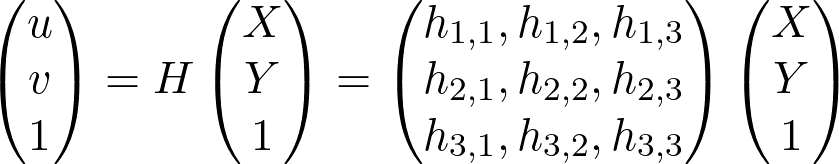 (u v 1) = H (X Y 1) = (h1,1, h1,2, h1,3 h2,1, h2,2, h2,3 h3,1, h3,2, h3,3) (X Y 1)